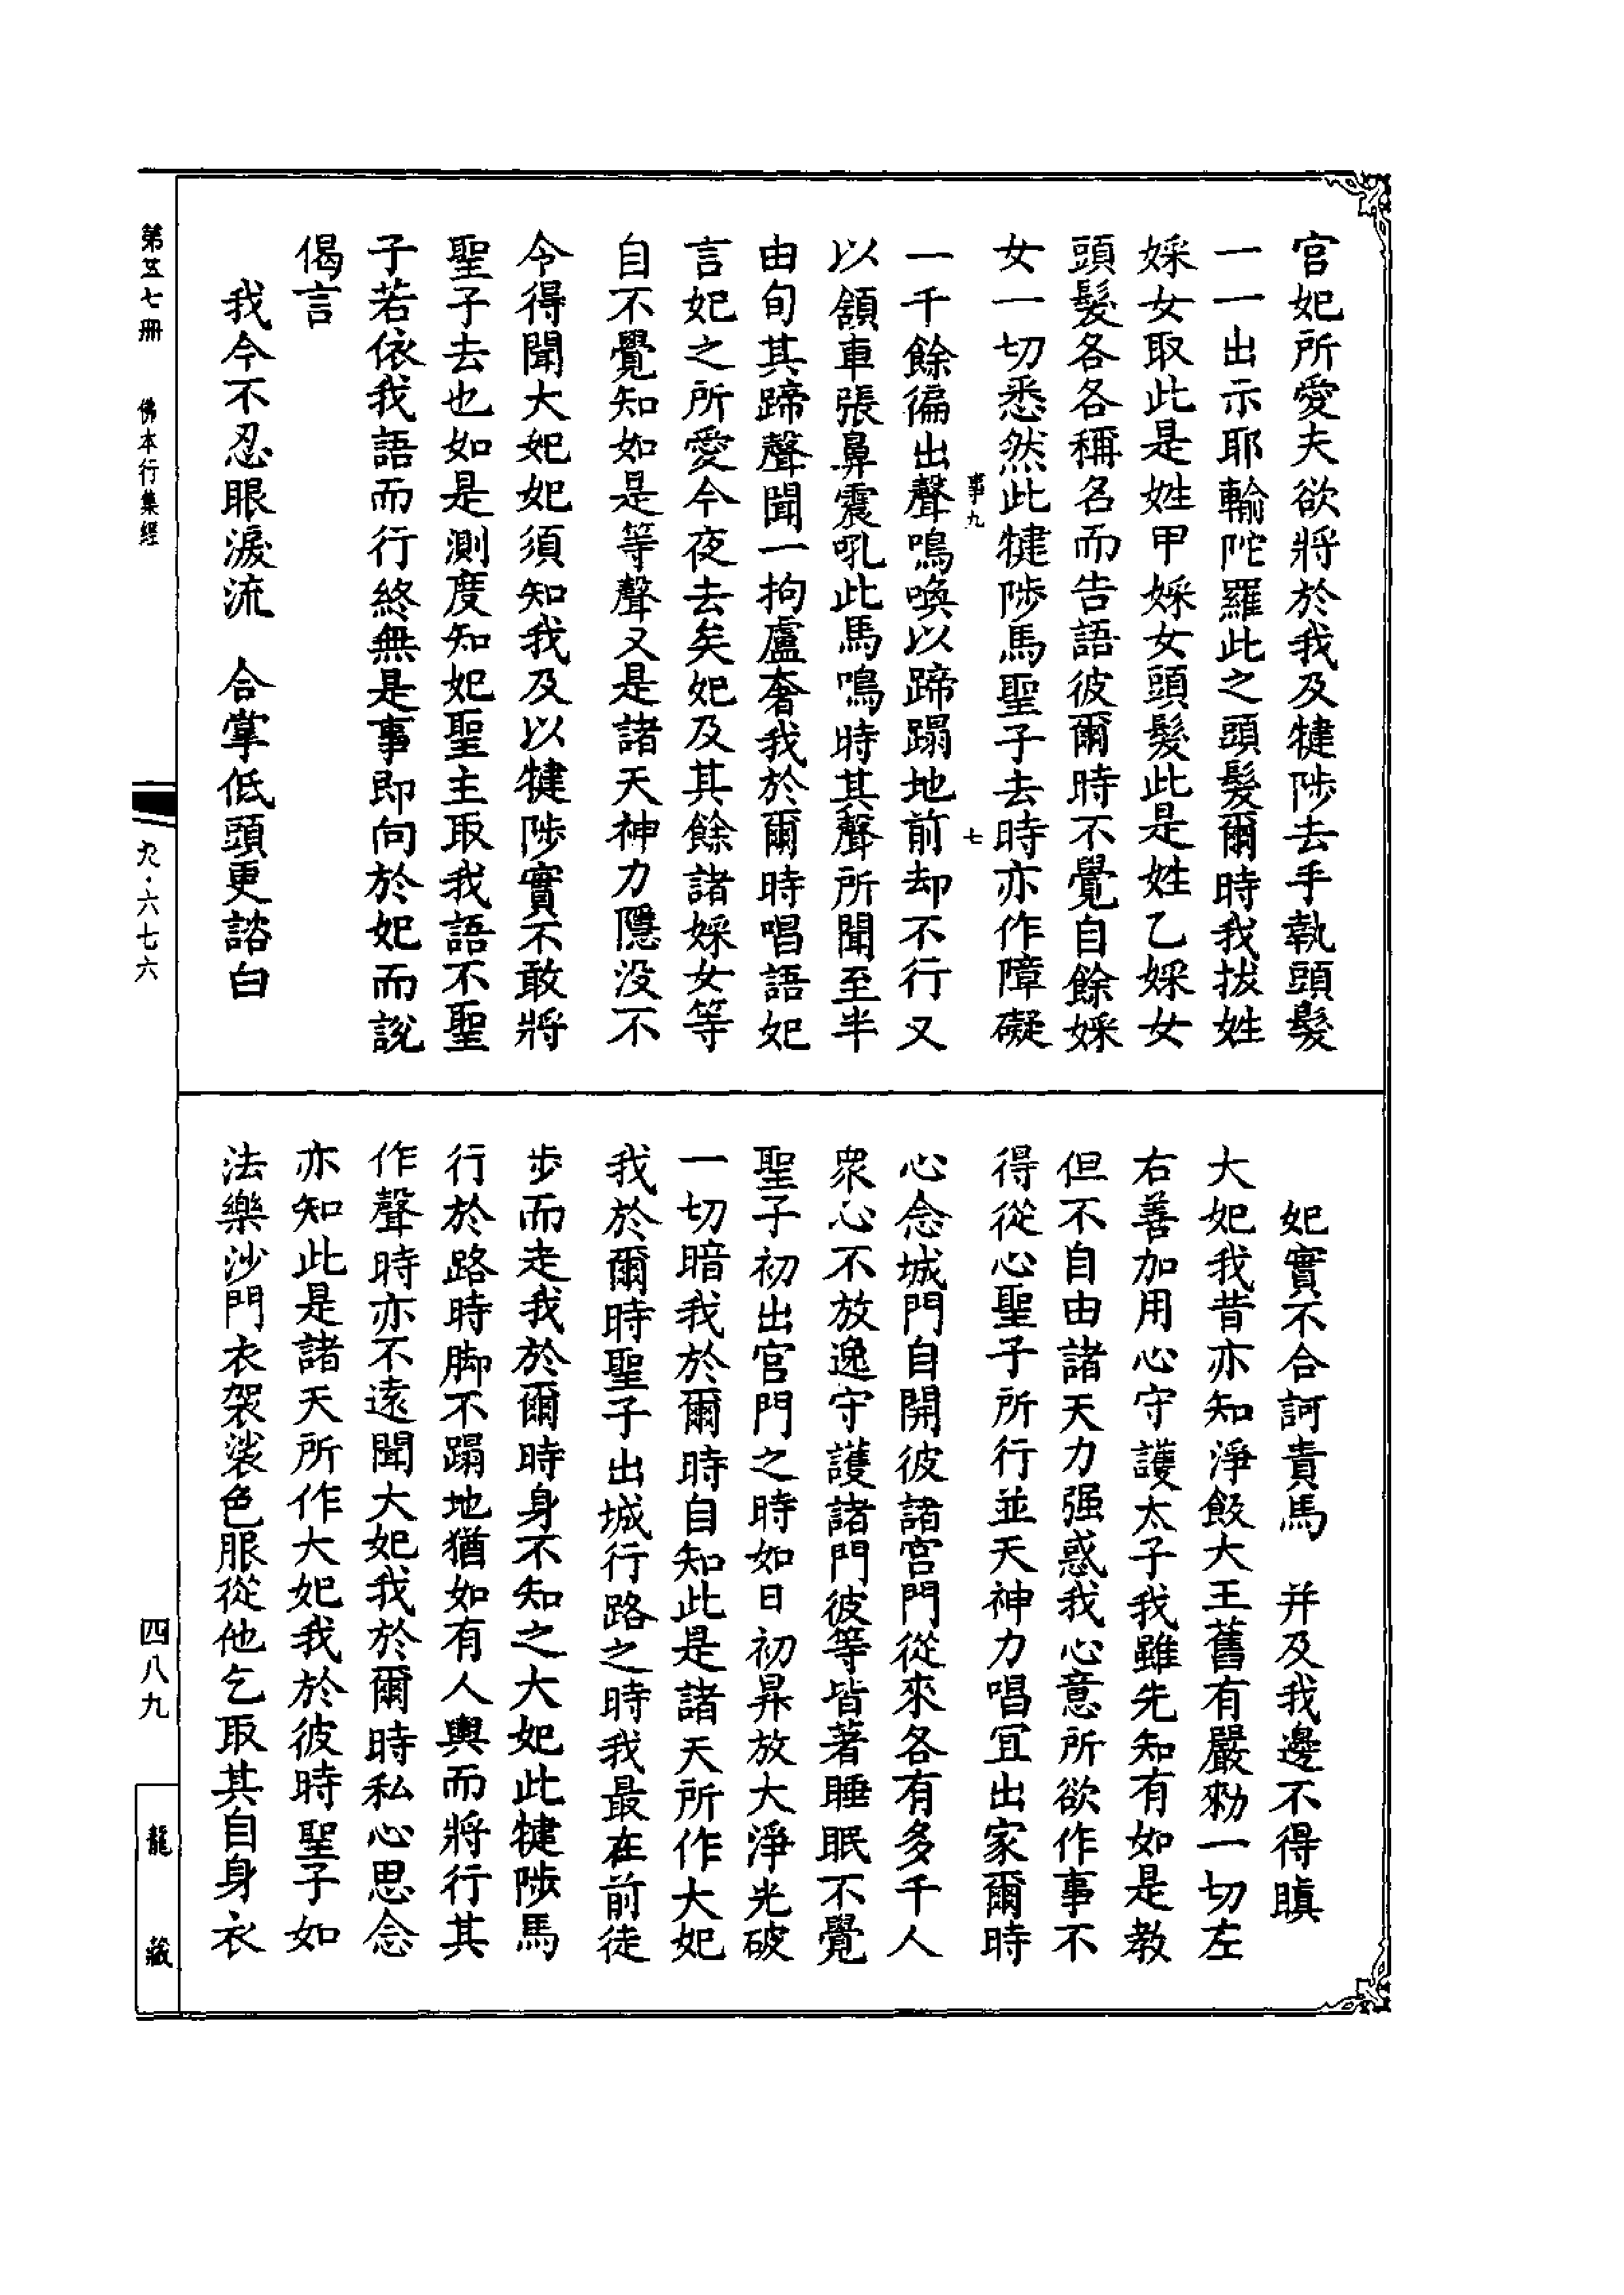 宮妃所愛夫欲將於我及犍陟去手執頭髮
一一出示耶輸陀羅此之頭髮爾時我拔姓
婇女取此是姓甲婇女頭髮此是姓乙婇女
頭髮各各稱名而告語彼爾時不覺自餘婇
女一切悉然此犍陟馬聖子去時亦作障礙
事九
七
一千餘徧出聲鳴喚以蹄蹋地前却不行又
以頷車張鼻震吼此馬鳴時其聲所聞至半
由旬其蹄聲聞一拘盧奢我於爾時唱語妃
言妃之所愛今夜去矣妃及其餘諸婇女等
自不覺知如是等聲又是諸天神力隱没不
令得聞大妃妃須知我及以犍陟實不敢將
聖子去也如是測度知妃聖主取我語不聖
子若依我語而行終無是事即向於妃而說
偈言
我今不忍眼淚流　合掌低頭更諮白
妃實不合訶責馬　并及我邊不得瞋
大妃我昔亦知淨飯大王舊有嚴勑一切左
右善加用心守護太子我雖先知有如是教
但不自由諸天力强惑我心意所欲作事不
得從心聖子所行並天神力唱宜出家爾時
心念城門自開彼諸宮門從來各有多千人
衆心不放逸守護諸門彼等皆著睡眠不覺
聖子初出宮門之時如日初昇放大淨光破
一切暗我於爾時自知此是諸天所作大妃
我於爾時聖子出城行路之時我最在前徒
步而走我於爾時身不知之大妃此犍陟馬
行於路時脚不蹋地猶如有人輿而將行其
作聲時亦不遠聞大妃我於爾時私心思念
亦知此是諸天所作大妃我於彼時聖子如
法樂沙門衣袈裟色服從他乞取其自身衣
第五七册　佛本行集經
九·六七六
四八九
龍藏